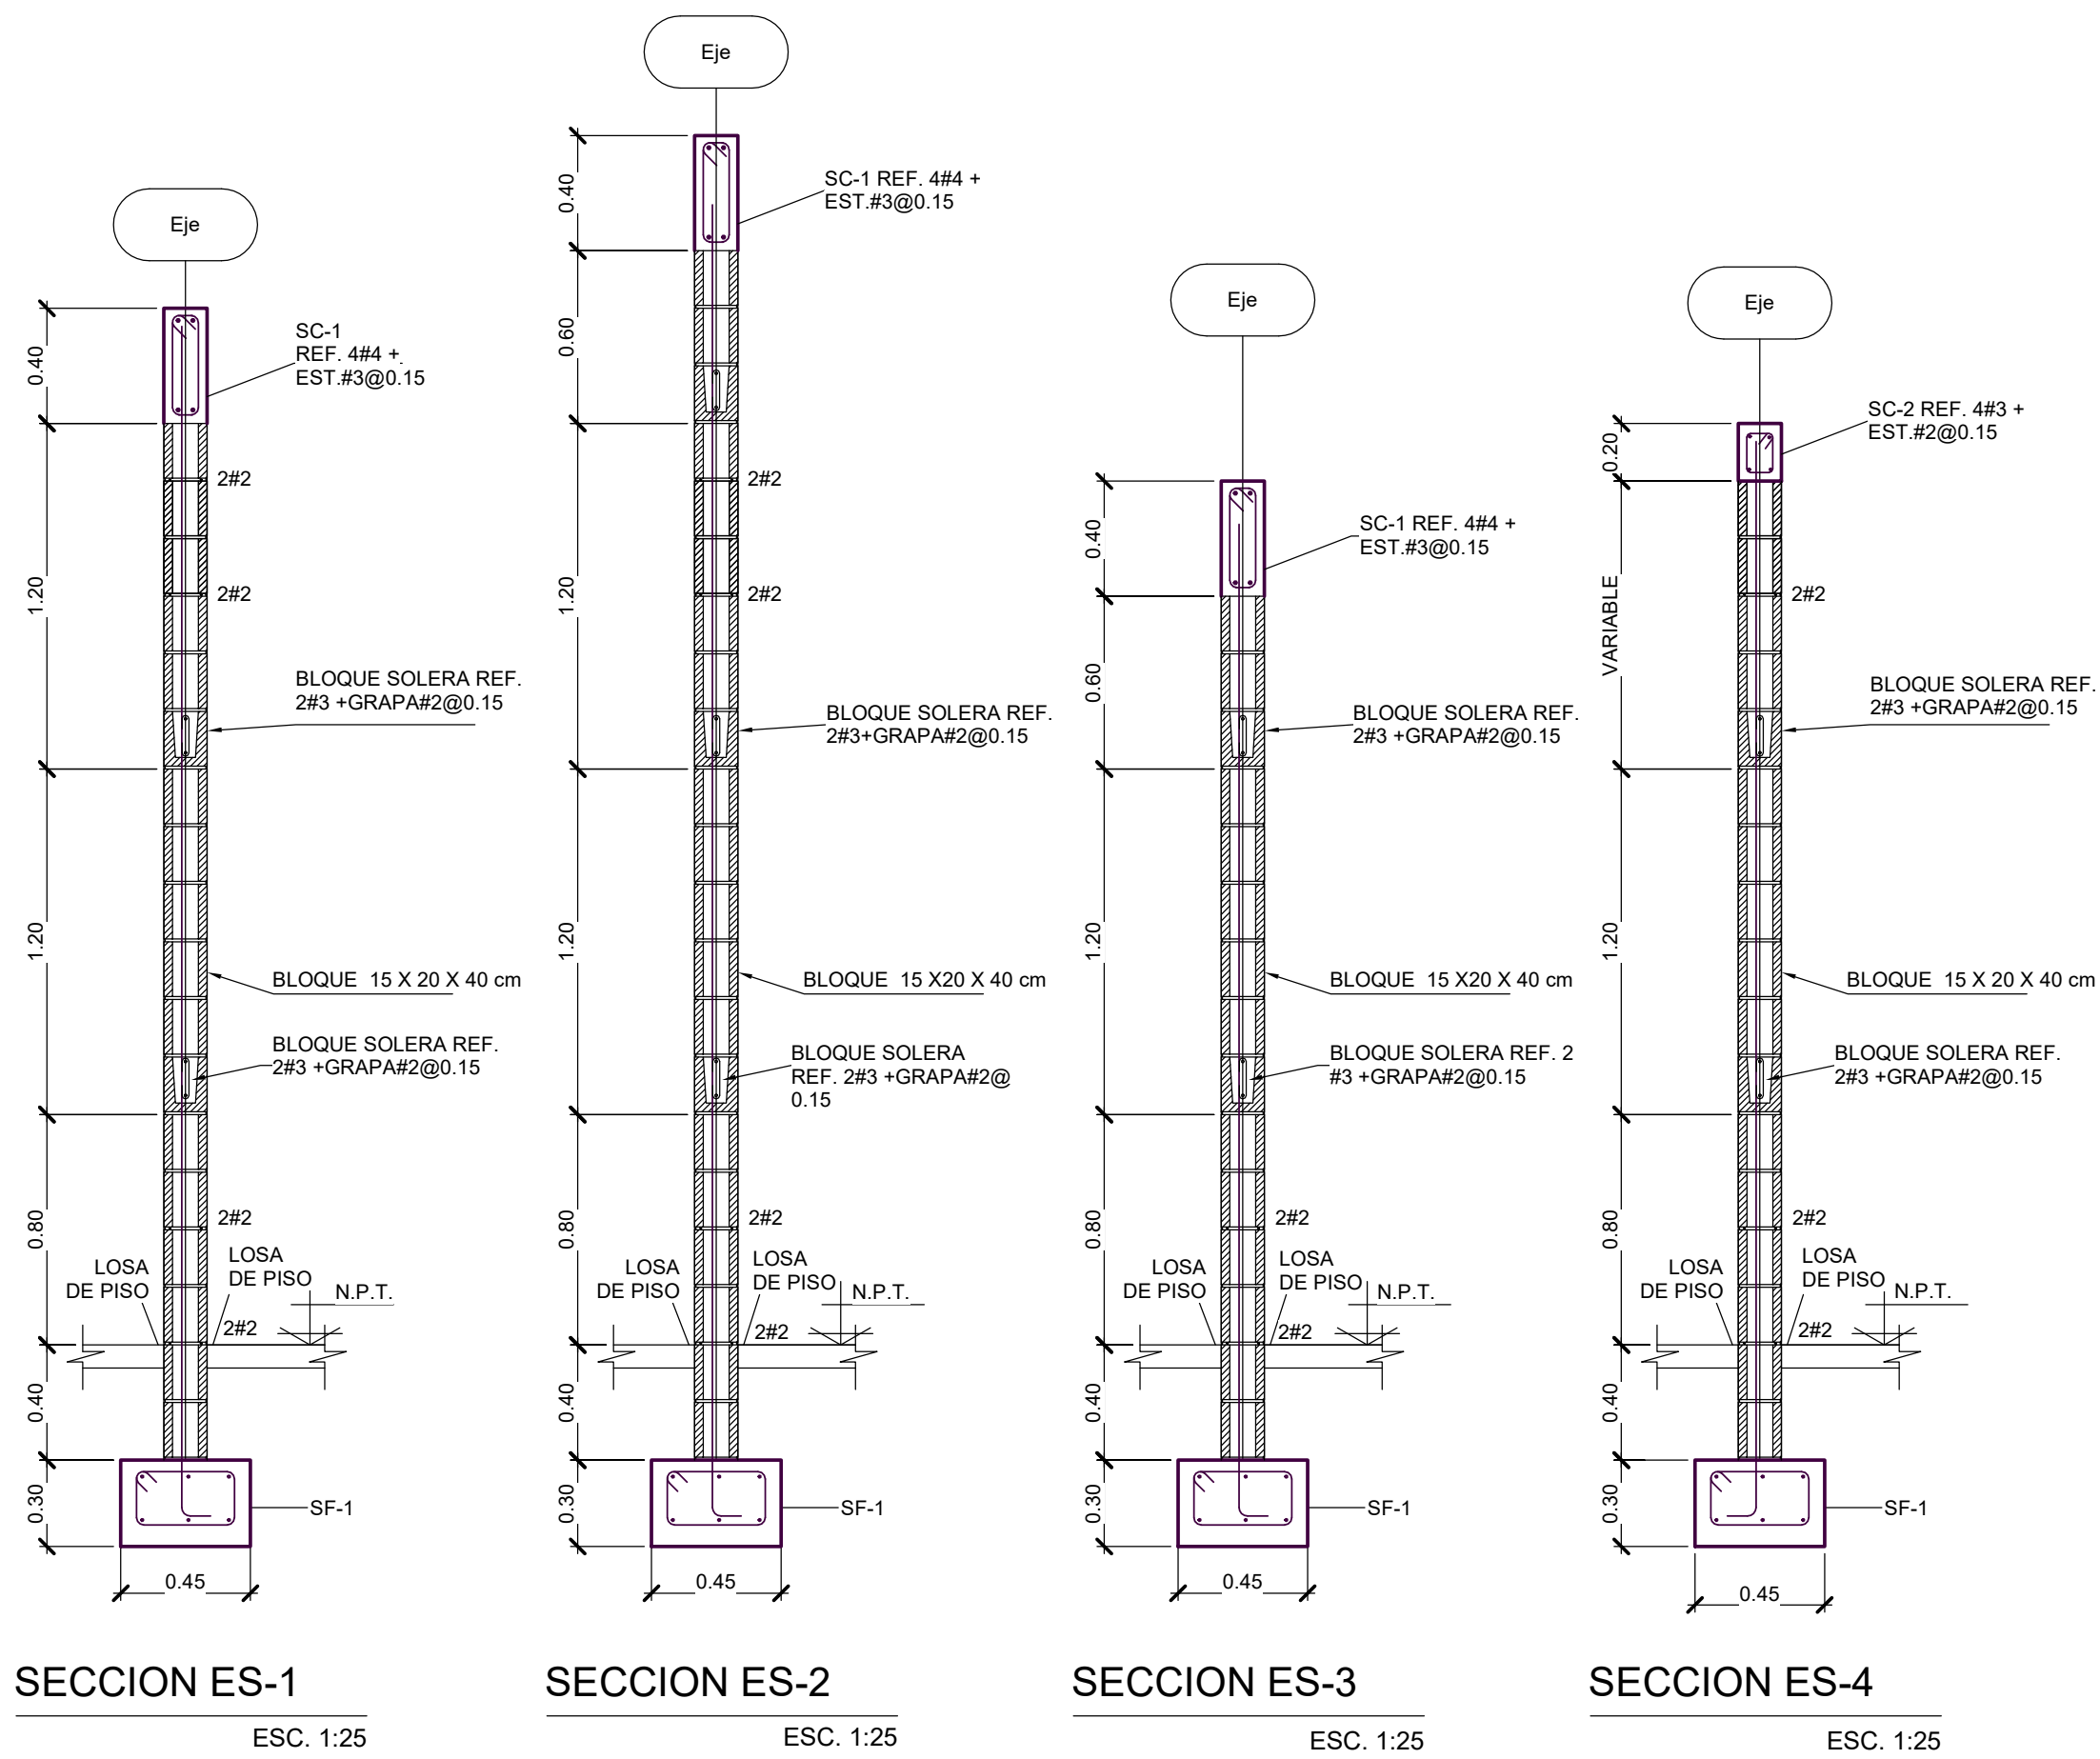 Eje
0.40
1.20
1.20
0.80
0.40
0.30
SC-1
REF. 4#4 +
EST.#3@0.15
2#2
2#2
BLOQUE SOLERA REF.
2#3 +GRAPA#2@0.15
BLOQUE 15 X 20 X 40 cm
BLOQUE SOLERA REF.
2#3 +GRAPA#2@0.15
2#2
LOSA
DE PISO
LOSA
DE PISO
N.P.T.
2#2
SF-1
0.45
SECCION ES-1
ESC. 1:25
Eje
0.40
0.60
1.20
1.20
0.80
0.40
0.30
SC-1 REF. 4#4 +
EST.#3@0.15
2#2
2#2
BLOQUE SOLERA REF.
2#3+GRAPA#2@0.15
BLOQUE 15 X20 X 40 cm
BLOQUE SOLERA
REF. 2#3 +GRAPA#2@
0.15
2#2
LOSA
DE PISO
LOSA
DE PISO
N.P.T.
2#2
SF-1
0.45
SECCION ES-2
ESC. 1:25
Eje
0.40
0.60
1.20
0.80
0.40
0.30
SC-1 REF. 4#4 +
EST.#3@0.15
BLOQUE SOLERA REF.
2#3 +GRAPA#2@0.15
BLOQUE 15 X20 X 40 cm
BLOQUE SOLERA REF. 2
#3 +GRAPA#2@0.15
2#2
LOSA
DE PISO
LOSA
DE PISO
N.P.T.
2#2
SF-1
0.45
SECCION ES-3
ESC. 1:25
Eje
0.20
VARIABLE
1.20
0.80
0.40
0.30
SC-2 REF. 4#3 +
EST.#2@0.15
2#2
BLOQUE SOLERA REF.
2#3 +GRAPA#2@0.15
BLOQUE 15 X 20 X 40 cm
BLOQUE SOLERA REF.
2#3 +GRAPA#2@0.15
2#2
LOSA
DE PISO
LOSA
DE PISO
N.P.T.
2#2
SF-1
0.45
SECCION ES-4
ESC. 1:25